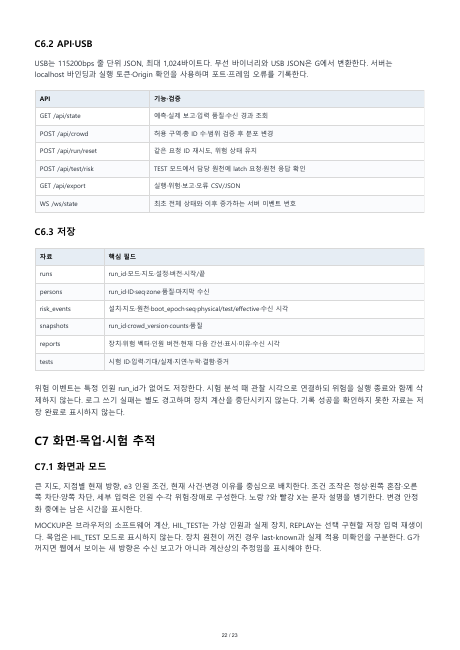 C6.2 API·USB
USB는 115200bps 줄 단위 JSON, 최대 1,024바이트다. 무선 바이너리와 USB JSON은 G에서 변환한다. 서버는
localhost 바인딩과 실행 토큰·Origin 확인을 사용하며 포트·프레임 오류를 기록한다.
API 기능·검증
GET /api/state 예측·실제 보고·입력 품질·수신 경과 조회
POST /api/crowd 허용 구역·총 ID 수·범위 검증 후 분포 변경
POST /api/run/reset 같은 요청 ID 재시도, 위험 상태 유지
POST /api/test/risk TEST 모드에서 담당 원천에 latch 요청·원천 응답 확인
GET /api/export 실행·위험·보고·오류 CSV/JSON
WS /ws/state 최초 전체 상태와 이후 증가하는 서버 이벤트 번호
C6.3 저장
자료 핵심 필드
runs run_id·모드·지도·설정·버전·시작/끝
persons run_id·ID·seq·zone·품질·마지막 수신
risk_events 설치·지도·원천·boot_epoch·seq·physical/test/effective·수신 시각
snapshots run_id·crowd_version·counts·품질
reports 장치·위험 벡터·인원 버전·현재 다음 간선·표시·이유·수신 시각
tests 시험 ID·입력·기대/실제·지연·누락·결함·증거
위험 이벤트는 특정 인원 run_id가 없어도 저장한다. 시험 분석 때 관찰 시각으로 연결하되 위험을 실행 종료와 함께 삭
제하지 않는다. 로그 쓰기 실패는 별도 경고하며 장치 계산을 중단시키지 않는다. 기록 성공을 확인하지 못한 자료는 저
장 완료로 표시하지 않는다.
C7 화면·목업·시험 추적
C7.1 화면과 모드
큰 지도, 지점별 현재 방향, e3 인원 조건, 현재 사건·변경 이유를 중심으로 배치한다. 조건 조작은 정상·왼쪽 혼잡·오른
쪽 차단·양쪽 차단, 세부 입력은 인원 수·각 위험·장애로 구성한다. 노랑 ?와 빨강 X는 문자 설명을 병기한다. 변경 안정
화 중에는 남은 시간을 표시한다.
MOCKUP은 브라우저의 소프트웨어 계산, HIL_TEST는 가상 인원과 실제 장치, REPLAY는 선택 구현할 저장 입력 재생이
다. 목업은 HIL_TEST 모드로 표시하지 않는다. 장치 원천이 꺼진 경우 last-known과 실제 적용 미확인을 구분한다. G가
꺼지면 웹에서 보이는 새 방향은 수신 보고가 아니라 계산상의 추정임을 표시해야 한다.
22 / 23